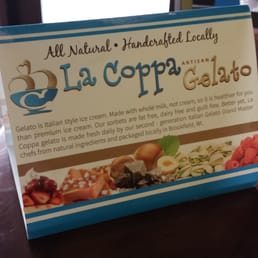 All Natural • Handcrafted Locally
La Coppa ARTISAN Gelato
Gelato is Italian style ice cream. Made with whole milk, not cream, so it is healthier for you
than premium ice cream. Our sorbets are fat free, dairy free and gluten free. Better yet, La
Coppa gelato is made fresh daily by our second - generation Italian Gelato Grand Master
chefs from natural ingredients and packaged locally in Brookfield, WI.